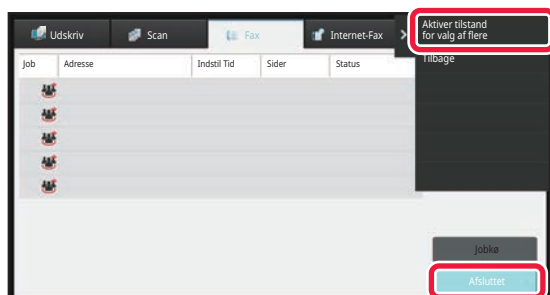 Udskriv
Scan
Fax
Internet-Fax
Aktiver tilstand
for valg af flere
Job
Adresse
Indstil Tid
Sider
Status
Tilbage
Jobkø
Afsluttet